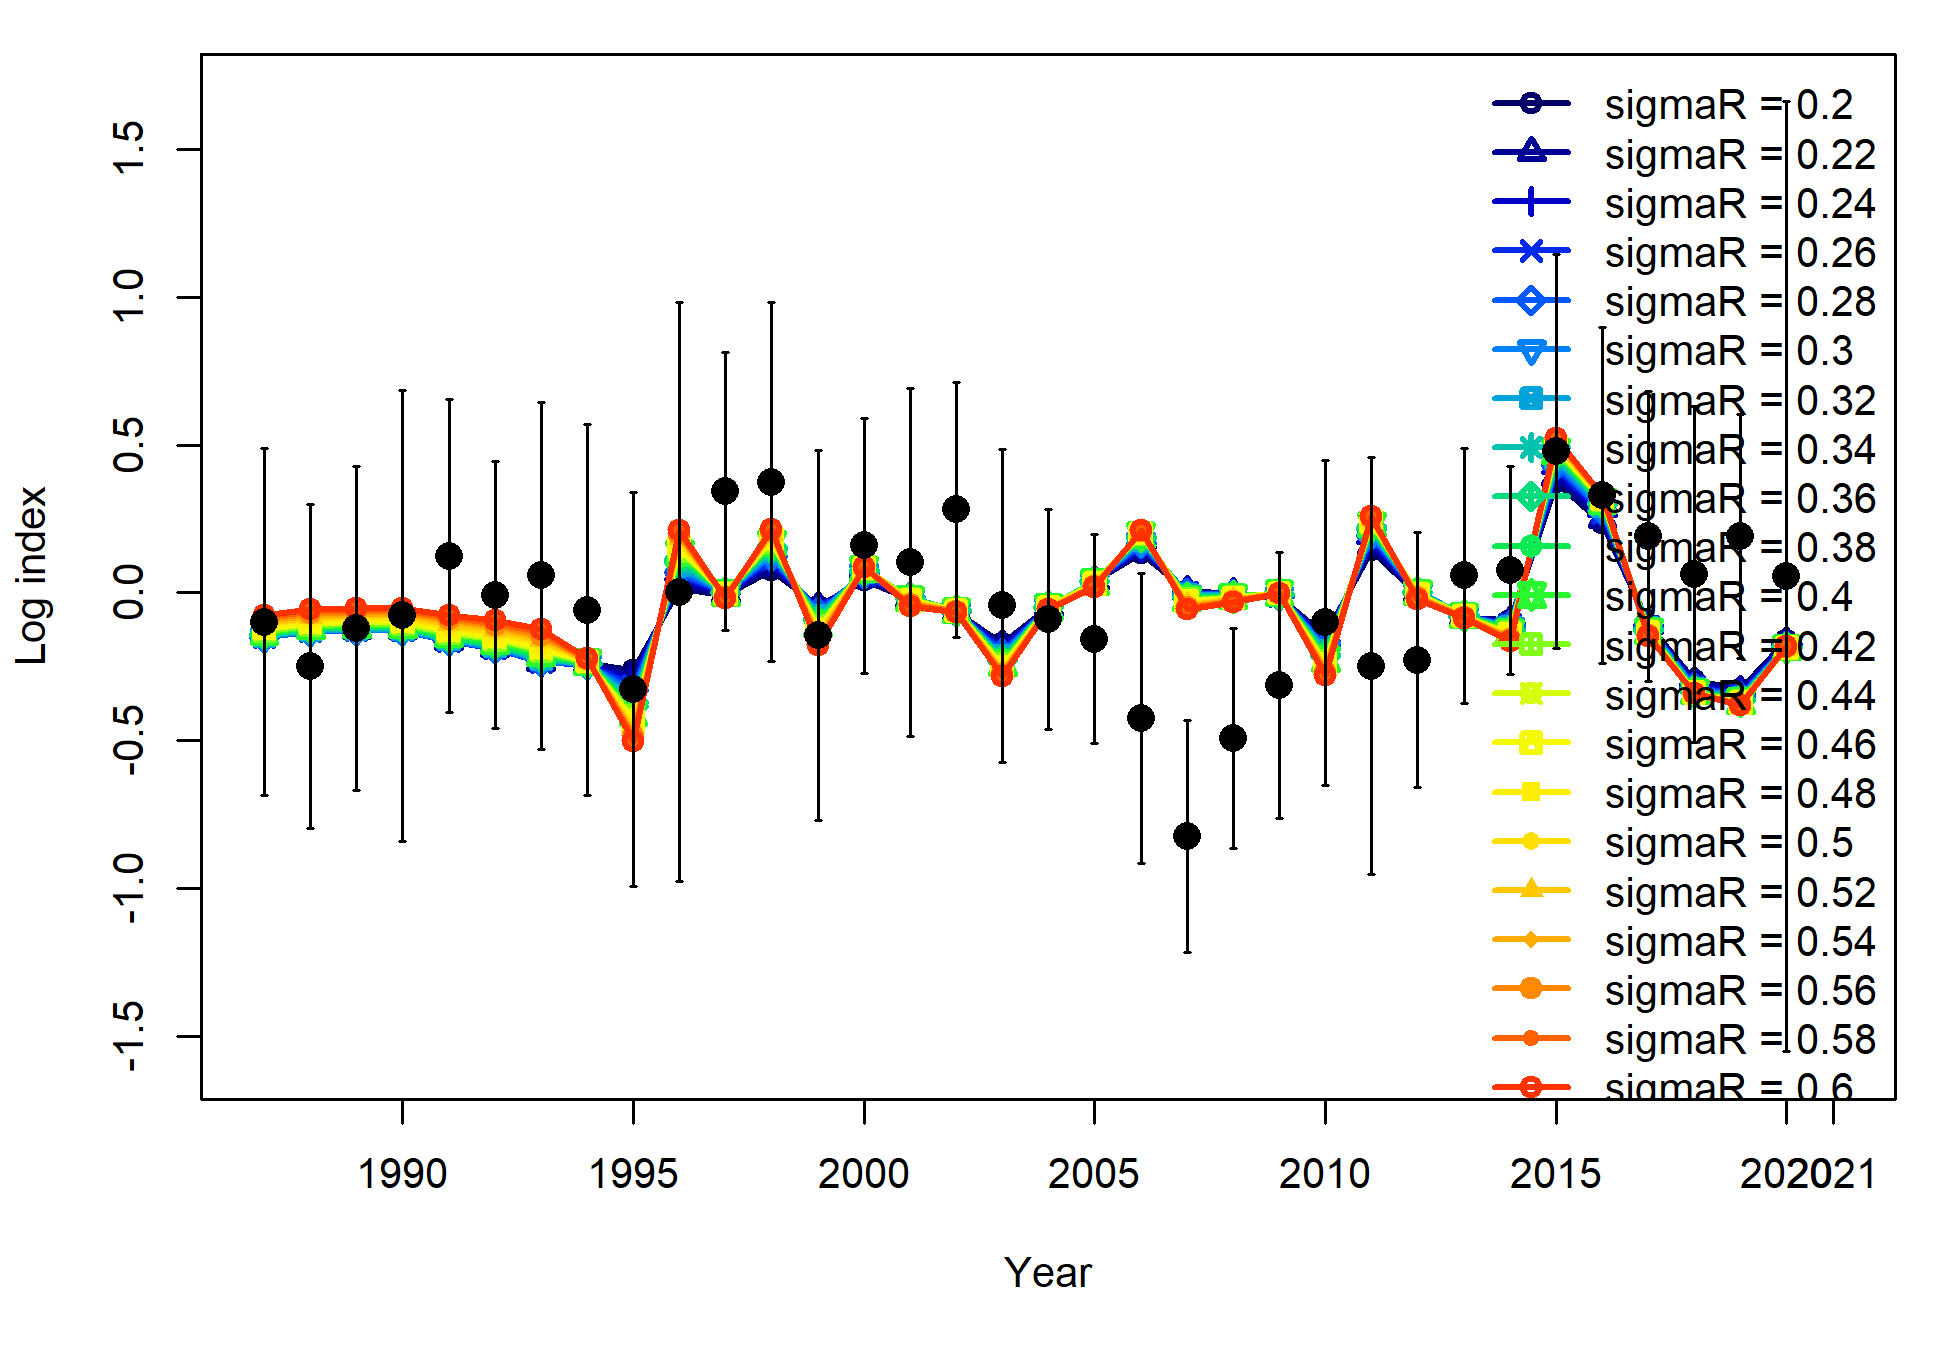 1.5
1.0
0.5
0.0
-0.5
-1.0
-1.5
Log index
sigmaR = 0.2
sigmaR = 0.22
sigmaR = 0.24
sigmaR = 0.26
sigmaR = 0.28
sigmaR = 0.3
sigmaR = 0.32
sigmaR = 0.34
sigmaR = 0.36
sigmaR = 0.38
sigmaR = 0.4
sigmaR = 0.42
sigmaR = 0.44
sigmaR = 0.46
sigmaR = 0.48
sigmaR = 0.5
sigmaR = 0.52
sigmaR = 0.54
sigmaR = 0.56
sigmaR = 0.58
sigmaR = 0.6
1990 1995 2000 2005 2010 2015 2020 2021
Year